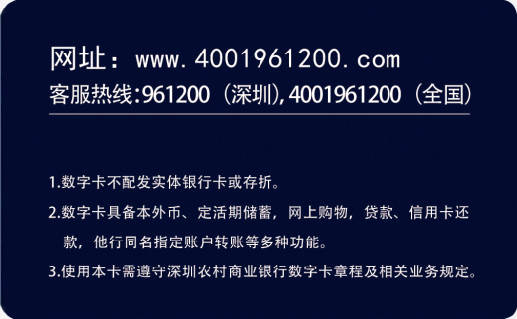 网址：www.4001961200.com
客服热线：961200（深圳），4001961200（全国）
1.数字卡不配发实体银行卡或存折。
2.数字卡具备本外币、定活期储蓄，网上购物，贷款、信用卡还
款，他行同名指定账户转账等多种功能。
3.使用本卡需遵守深圳农村商业银行数字卡章程及相关业务规定。